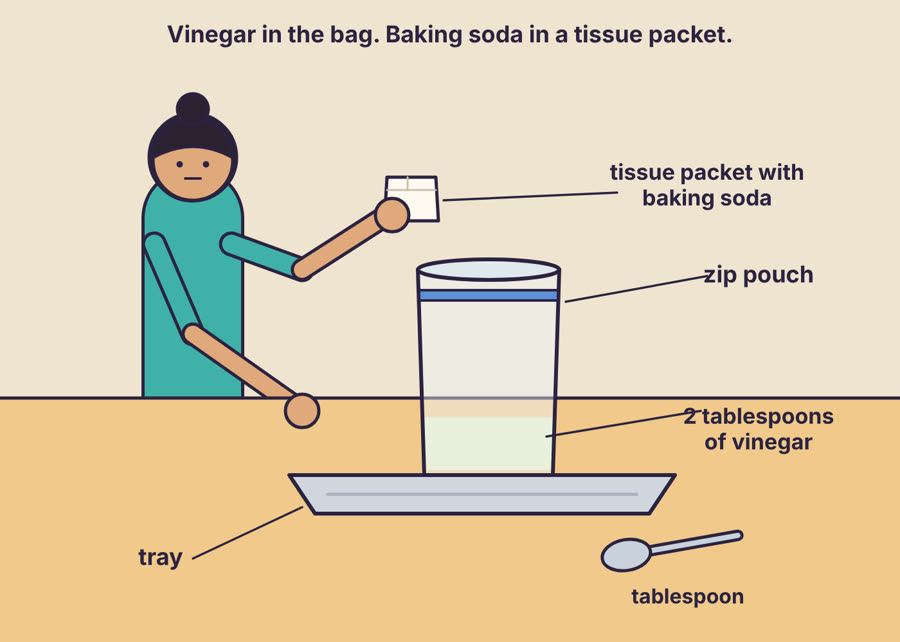 Vinegar in the bag. Baking soda in a tissue packet.
tissue packet with
baking soda
zip pouch
2 tablespoons
of vinegar
tray
tablespoon